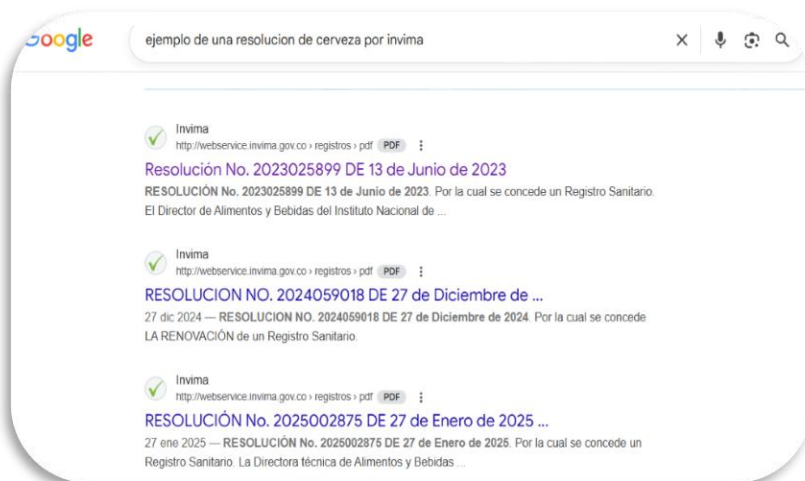 Google
ejemplo de una resolucion de cerveza por invima
Invima
http://webservice.invima.gov.co › registros › pdf PDF
Resolución No. 2023025899 DE 13 de Junio de 2023
RESOLUCIÓN No. 2023025899 DE 13 de Junio de 2023. Por la cual se concede un Registro Sanitario.
El Director de Alimentos y Bebidas del Instituto Nacional de ...
Invima
http://webservice.invima.gov.co › registros › pdf PDF
RESOLUCION NO. 2024059018 DE 27 de Diciembre de ...
27 dic 2024 — RESOLUCION NO. 2024059018 DE 27 de Diciembre de 2024. Por la cual se concede
LA RENOVACIÓN de un Registro Sanitario.
Invima
http://webservice.invima.gov.co › registros › pdf PDF
RESOLUCIÓN No. 2025002875 DE 27 de Enero de 2025 ...
27 ene 2025 — RESOLUCIÓN No. 2025002875 DE 27 de Enero de 2025. Por la cual se concede un
Registro Sanitario. La Directora técnica de Alimentos y Bebidas ...